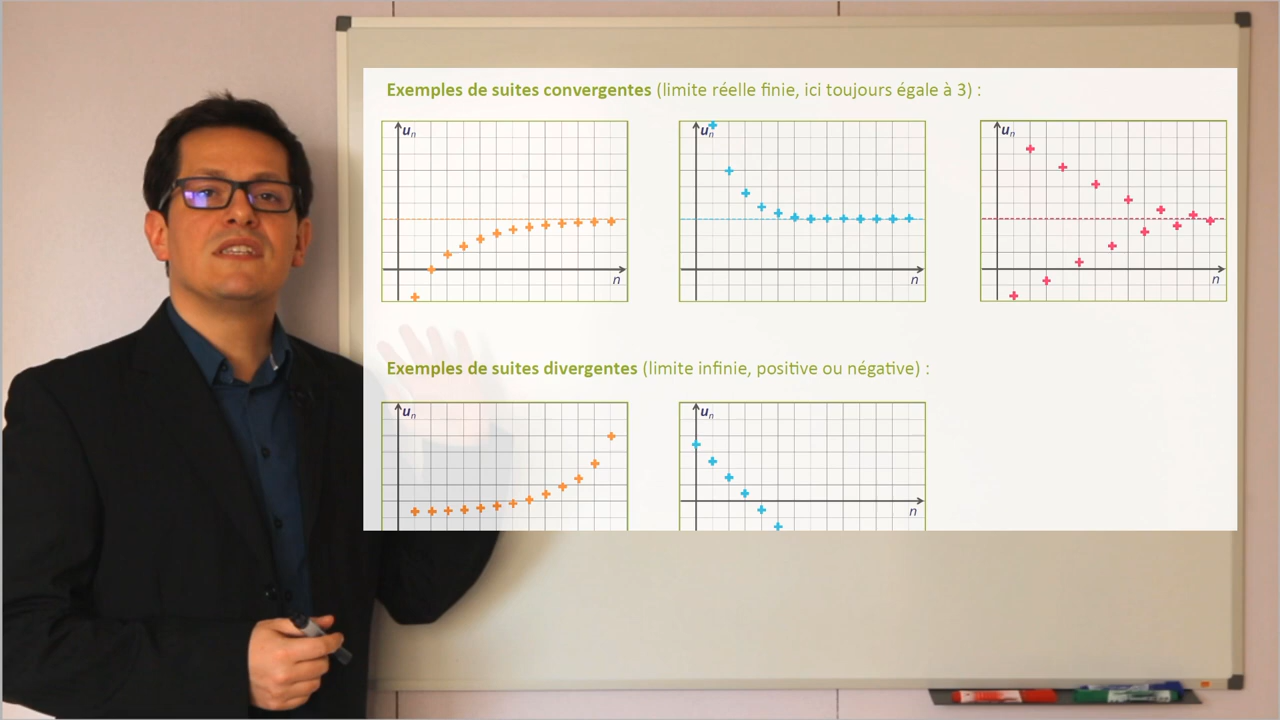 Exemples de suites convergentes (limite réelle finie, ici toujours égale à 3) :
uₙ
uₙ
uₙ
n
n
n
Exemples de suites divergentes (limite infinie, positive ou négative) :
uₙ
uₙ
n